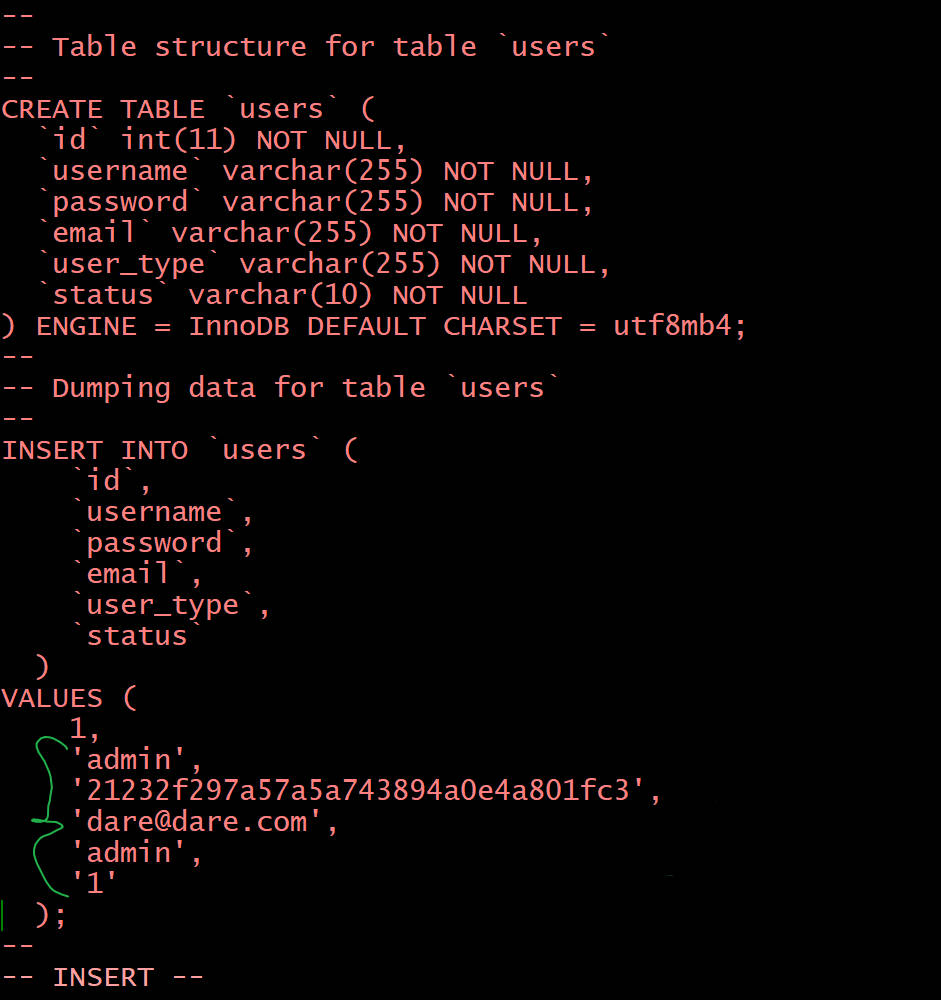 --
-- Table structure for table `users`
--
CREATE TABLE `users` (
  `id` int(11) NOT NULL,
  `username` varchar(255) NOT NULL,
  `password` varchar(255) NOT NULL,
  `email` varchar(255) NOT NULL,
  `user_type` varchar(255) NOT NULL,
  `status` varchar(10) NOT NULL
) ENGINE = InnoDB DEFAULT CHARSET = utf8mb4;
--
-- Dumping data for table `users`
--
INSERT INTO `users` (
    `id`,
    `username`,
    `password`,
    `email`,
    `user_type`,
    `status`
  )
VALUES (
    1,
    'admin',
    '21232f297a57a5a743894a0e4a801fc3',
    'dare@dare.com',
    'admin',
    '1'
  );
--
-- INSERT --